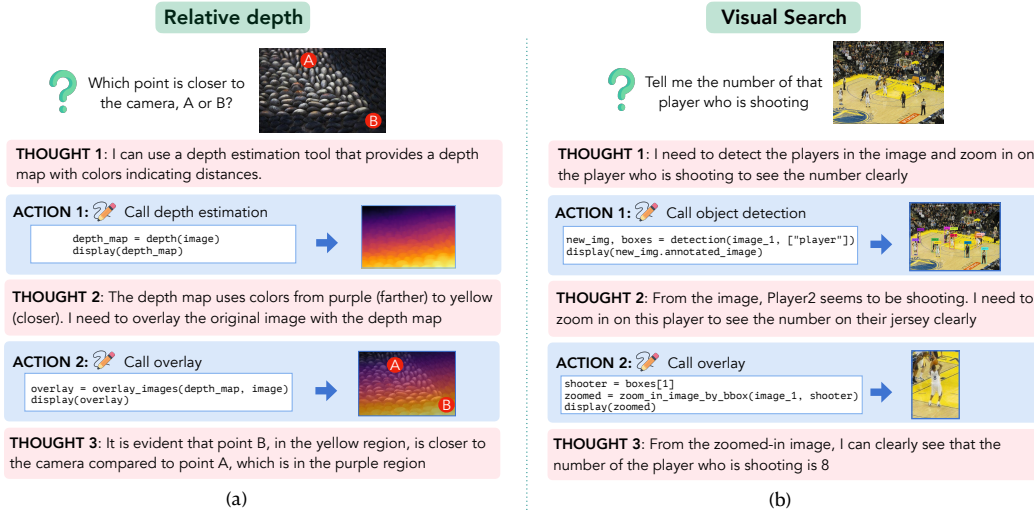 Relative depth
?
Which point is closer to
the camera, A or B?
A
B
THOUGHT 1: I can use a depth estimation tool that provides a depth
map with colors indicating distances.
ACTION 1: Call depth estimation
depth_map = depth(image)
display(depth_map)
THOUGHT 2: The depth map uses colors from purple (farther) to yellow
(closer). I need to overlay the original image with the depth map
ACTION 2: Call overlay
overlay = overlay_images(depth_map, image)
display(overlay)
A
B
THOUGHT 3: It is evident that point B, in the yellow region, is closer to
the camera compared to point A, which is in the purple region
(a)
Visual Search
?
Tell me the number of that
player who is shooting
THOUGHT 1: I need to detect the players in the image and zoom in on
the player who is shooting to see the number clearly
ACTION 1: Call object detection
new_img, boxes = detection(image_1, ["player"])
display(new_img.annotated_image)
THOUGHT 2: From the image, Player2 seems to be shooting. I need to
zoom in on this player to see the number on their jersey clearly
ACTION 2: Call overlay
shooter = boxes[1]
zoomed = zoom_in_image_by_bbox(image_1, shooter)
display(zoomed)
THOUGHT 3: From the zoomed-in image, I can clearly see that the
number of the player who is shooting is 8
(b)